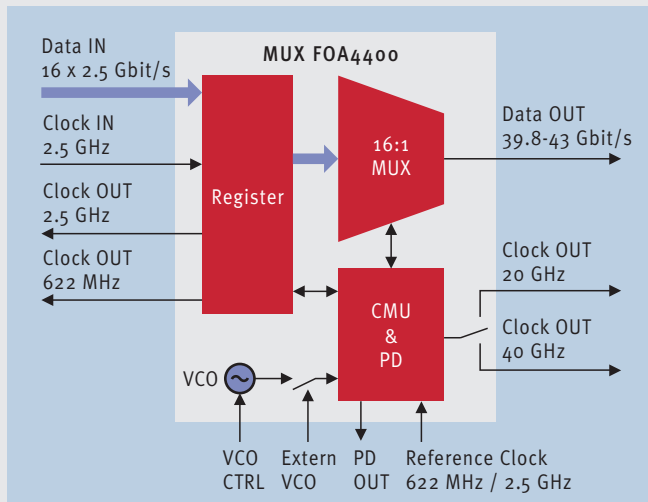 MUX FOA4400
Data IN
16 x 2.5 Gbit/s
Clock IN
2.5 GHz
Clock OUT
2.5 GHz
Clock OUT
622 MHz
Register
16:1
MUX
Data OUT
39.8-43 Gbit/s
CMU
&
PD
Clock OUT
20 GHz
Clock OUT
40 GHz
VCO
VCO
CTRL
Extern
VCO
PD
OUT
Reference Clock
622 MHz / 2.5 GHz